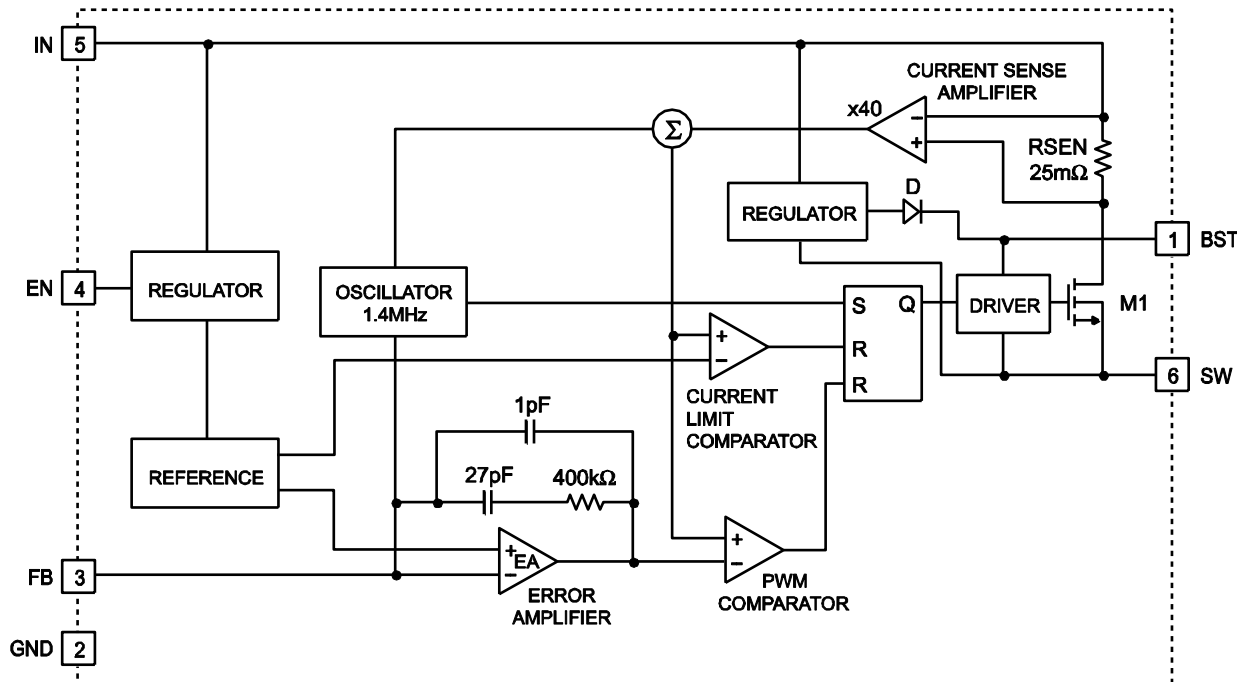 IN 5
CURRENT SENSE
AMPLIFIER
x40
Σ
−
+
RSEN
25mΩ
D
REGULATOR
1 BST
EN 4
REGULATOR
OSCILLATOR
1.4MHz
S
Q
DRIVER
M1
+
−
R
R
6 SW
CURRENT
LIMIT
COMPARATOR
1pF
REFERENCE
27pF
400kΩ
+
EA
−
+
−
FB 3
ERROR
AMPLIFIER
PWM
COMPARATOR
GND 2